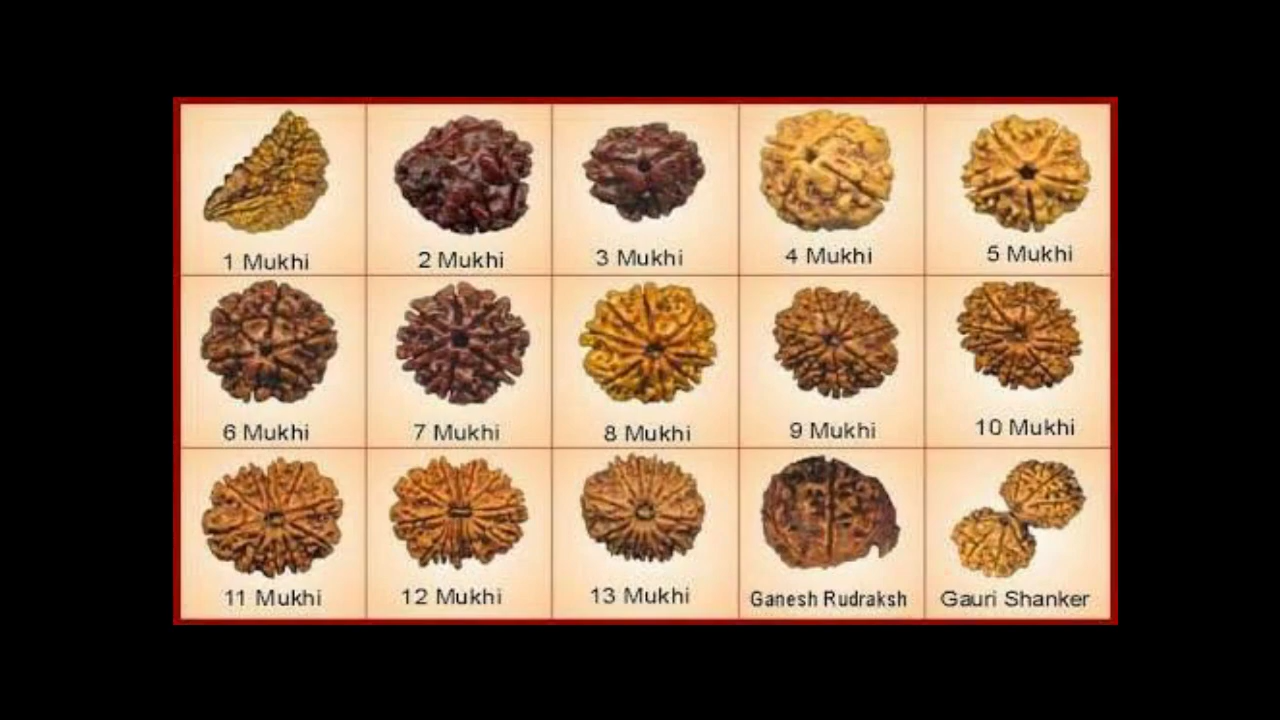 1 Mukhi
2 Mukhi
3 Mukhi
4 Mukhi
5 Mukhi
6 Mukhi
7 Mukhi
8 Mukhi
9 Mukhi
10 Mukhi
11 Mukhi
12 Mukhi
13 Mukhi
Ganesh Rudraksh
Gauri Shanker